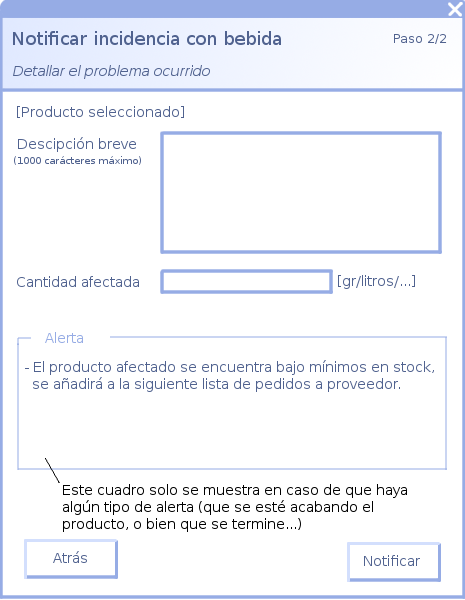 Notificar incidencia con bebida
Paso 2/2
Detallar el problema ocurrido
[Producto seleccionado]
Descipción breve
(1000 carácteres máximo)
Cantidad afectada
[gr/litros/...]
Alerta
- El producto afectado se encuentra bajo mínimos en stock,
se añadirá a la siguiente lista de pedidos a proveedor.
Este cuadro solo se muestra en caso de que haya
algún tipo de alerta (que se esté acabando el
producto, o bien que se termine...)
Atrás
Notificar